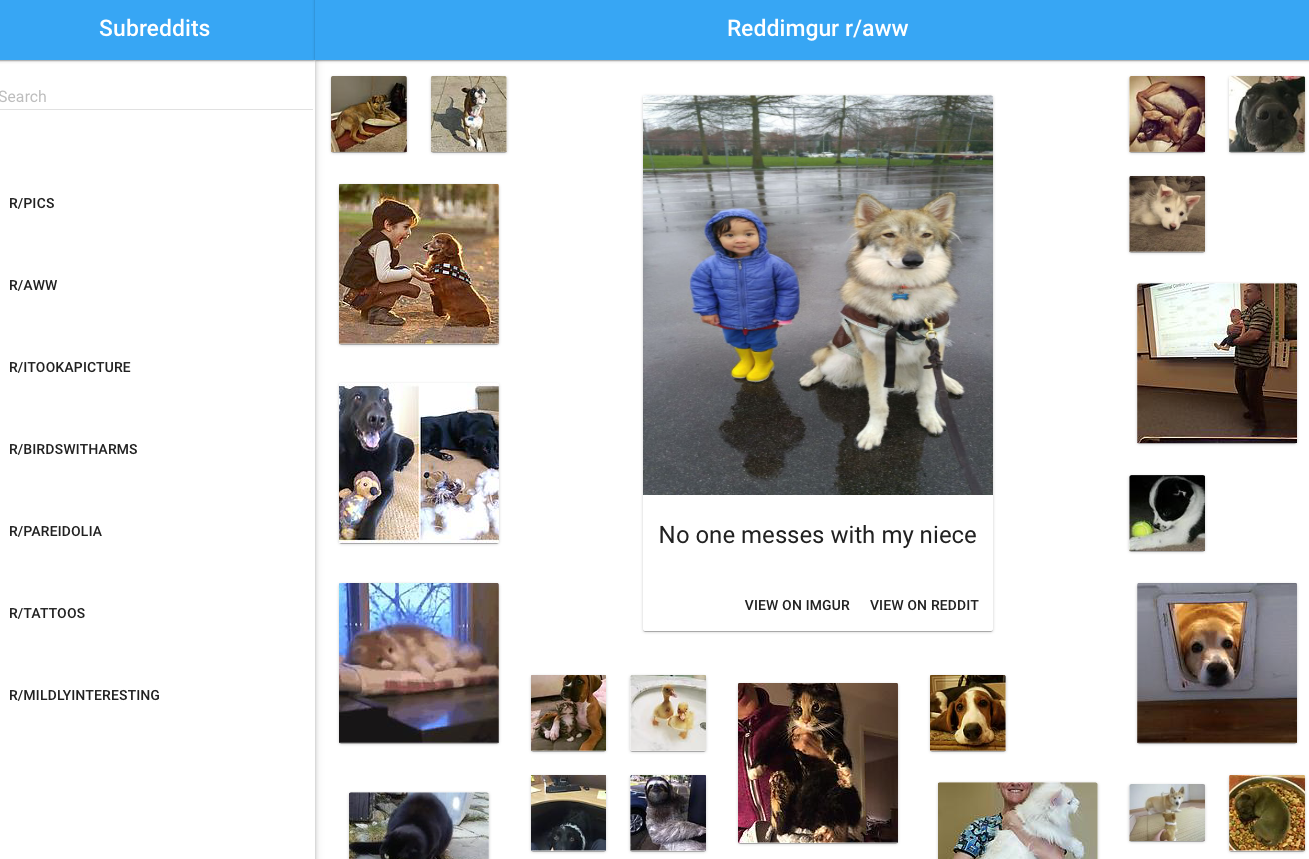 Subreddits
Reddimgur r/aww
Search
R/PICS
R/AWW
R/ITOOKAPICTURE
R/BIRDSWITHARMS
R/PAREIDOLIA
R/TATTOOS
R/MILDLYINTERESTING
No one messes with my niece
VIEW ON IMGUR VIEW ON REDDIT